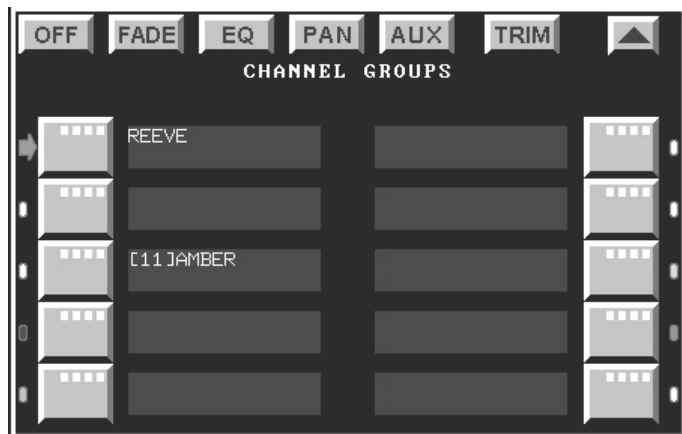 OFF FADE EQ PAN AUX TRIM
CHANNEL GROUPS
REEVE
[11]AMBER